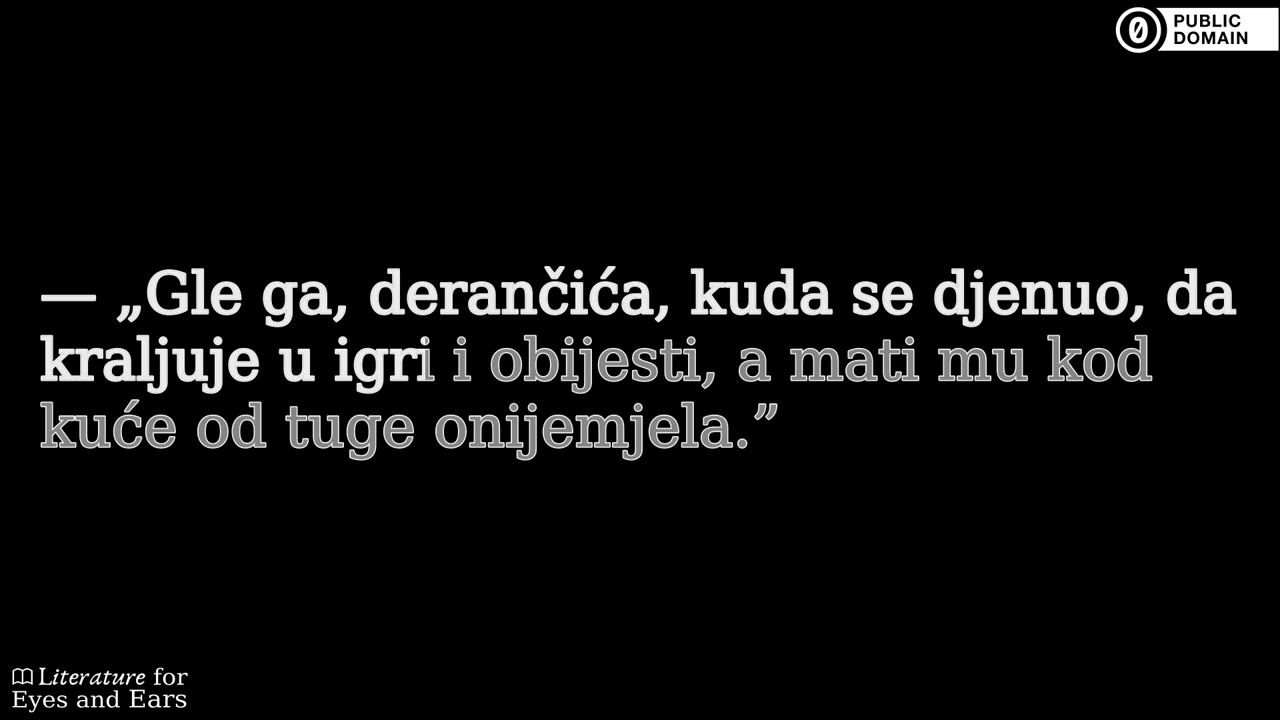 PUBLIC
DOMAIN
— „Gle ga, derančića, kuda se djenuo, da
kraljuje u igri i obijesti, a mati mu kod
kuće od tuge onijemjela.”
Literature for
Eyes and Ears